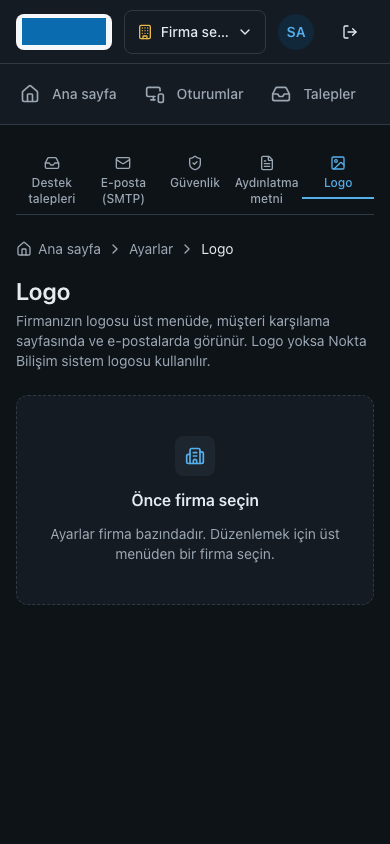 Firma se...
SA
Ana sayfa
Oturumlar
Talepler
Destek
talepleri
E-posta
(SMTP)
Güvenlik
Aydınlatma
metni
Logo
Ana sayfa > Ayarlar > Logo
Logo
Firmanızın logosu üst menüde, müşteri karşılama
sayfasında ve e-postalarda görünür. Logo yoksa Nokta
Bilişim sistem logosu kullanılır.
Önce firma seçin
Ayarlar firma bazındadır. Düzenlemek için üst
menüden bir firma seçin.